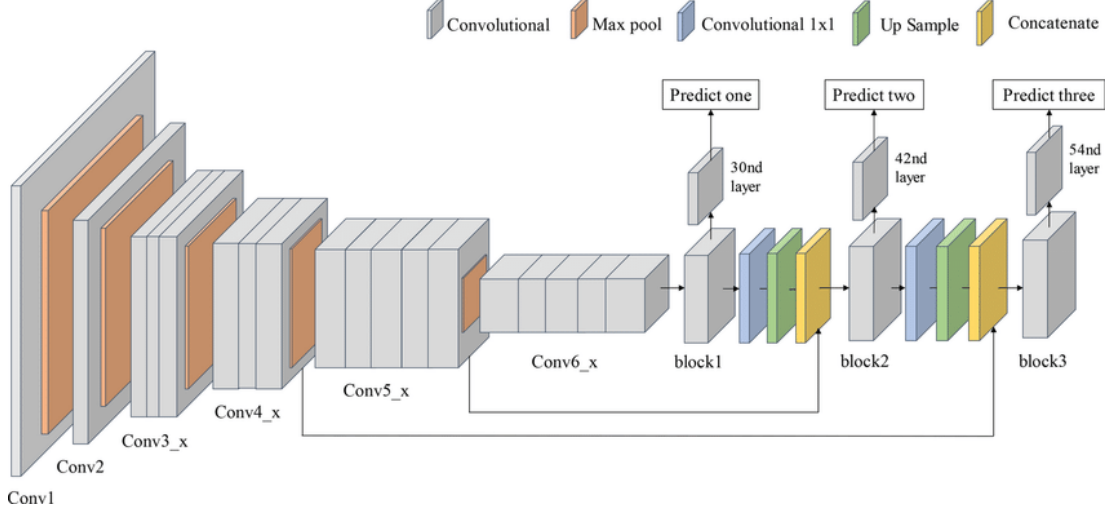 Convolutional
Max pool
Convolutional 1x1
Up Sample
Concatenate
Predict one
Predict two
Predict three
30nd
layer
42nd
layer
54nd
layer
block1
block2
block3
Conv6_x
Conv5_x
Conv4_x
Conv3_x
Conv2
Conv1